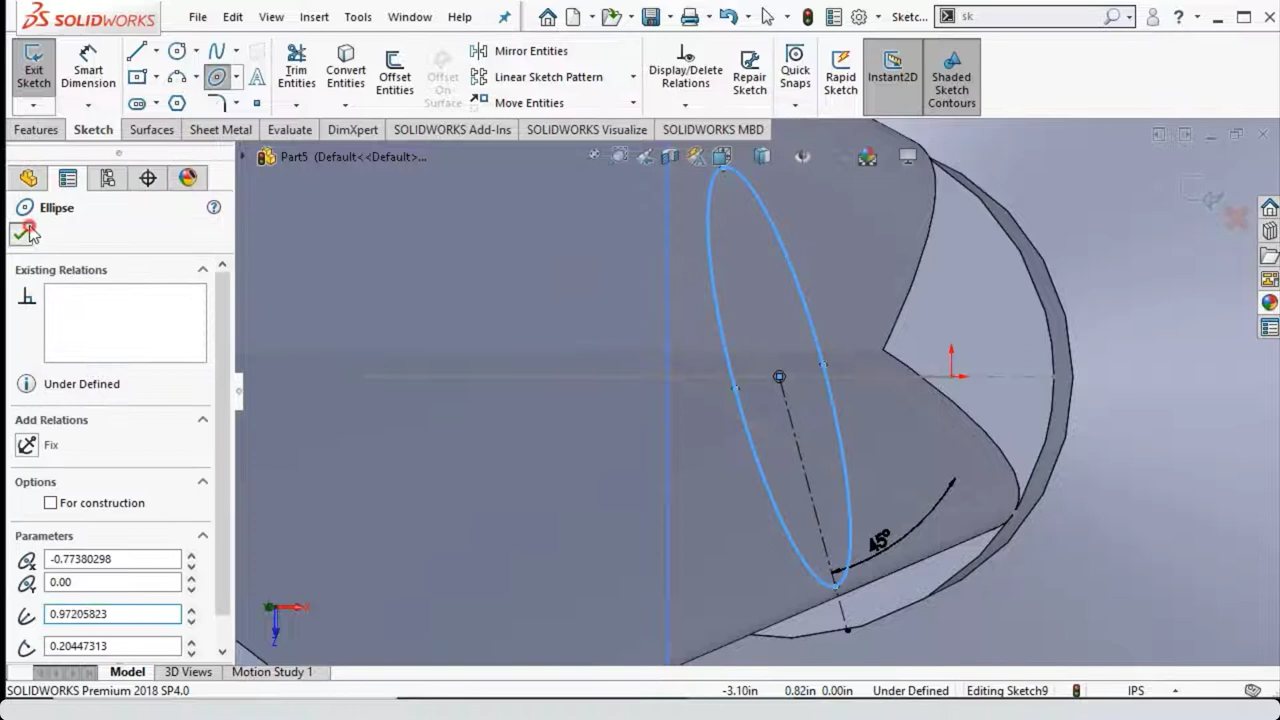 SOLIDWORKS File Edit View Insert Tools Window Help Sketc... sk
Exit Sketch
Smart Dimension
Trim Entities
Convert Entities
Offset Entities
Offset On Surface
Mirror Entities
Linear Sketch Pattern
Move Entities
Display/Delete Relations
Repair Sketch
Quick Snaps
Rapid Sketch
Instant2D
Shaded Sketch Contours
Features Sketch Surfaces Sheet Metal Evaluate DimXpert SOLIDWORKS Add-Ins SOLIDWORKS Visualize SOLIDWORKS MBD
Part5 (Default<<Default>...
Ellipse
Existing Relations
Under Defined
Add Relations
Fix
Options
For construction
Parameters
-0.77380298
0.00
0.97205823
0.20447313
45°
Z
Model 3D Views Motion Study 1
SOLIDWORKS Premium 2018 SP4.0 -3.10in 0.82in 0.00in Under Defined Editing Sketch9 IPS